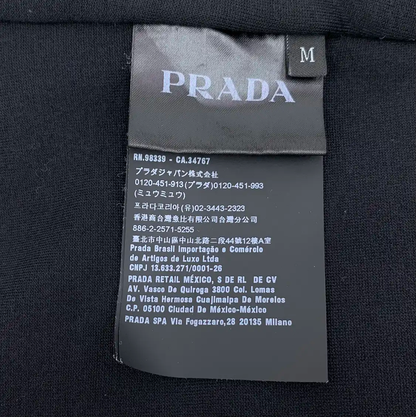 M
PRADA
RN.98339 - CA.34767
プラダジャパン株式会社
0120-451-913(プラダ)0120-451-993
(ミュウミュウ)
프라다코리아(유)02-3443-2323
香港商台灣普比有限公司台灣分公司
886-2-2571-5255
臺北市中山區中山北路二段44號12樓A室
Prada Brasil Importação e Comércio
de Artigos de Luxo Ltda
CNPJ 13.633.271/0001-26
PRADA RETAIL MÉXICO, S DE RL DE CV
AV. Vasco De Quiroga 3800 Col. Lomas
De Vista Hermosa Cuajimalpa De Morelos
C.P. 05100 Ciudad De México-México
PRADA SPA Via Fogazzaro,28 20135 Milano